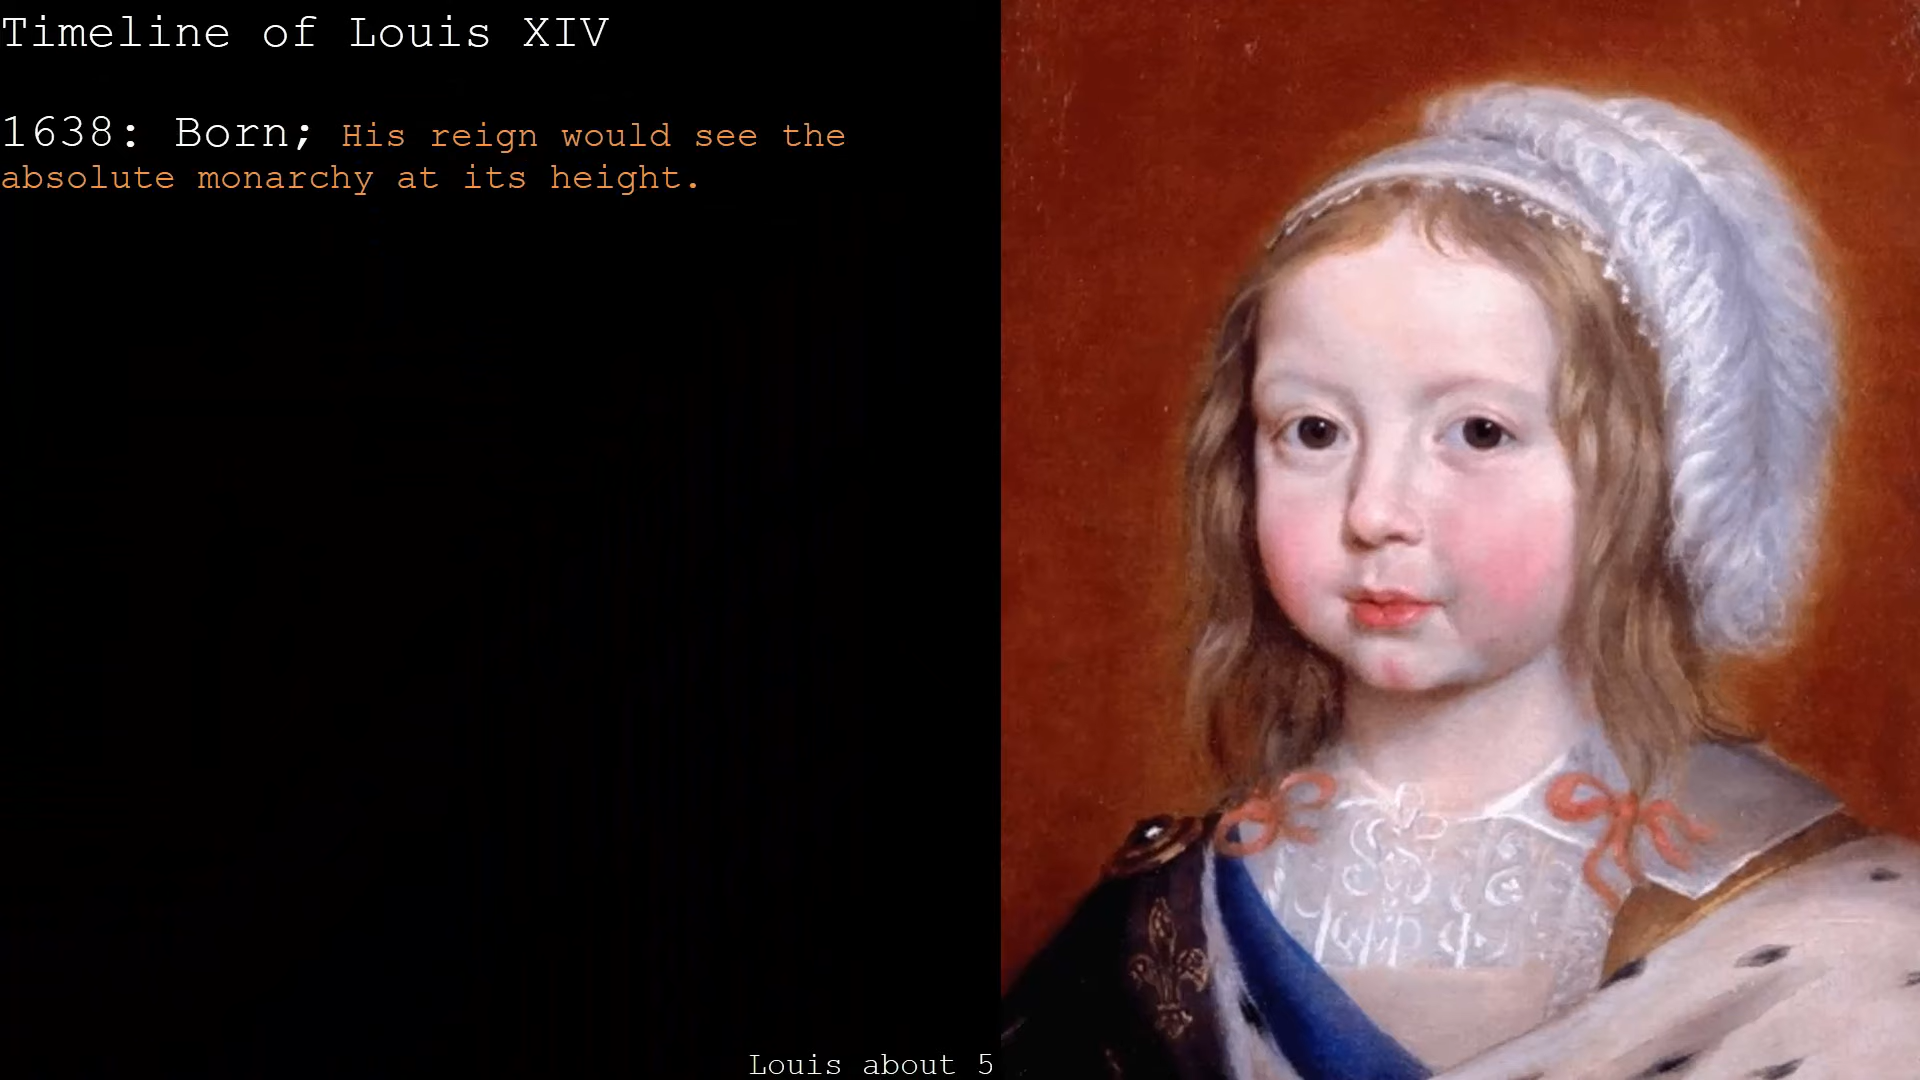 Timeline of Louis XIV
1638: Born; His reign would see the
absolute monarchy at its height.
Louis about 5